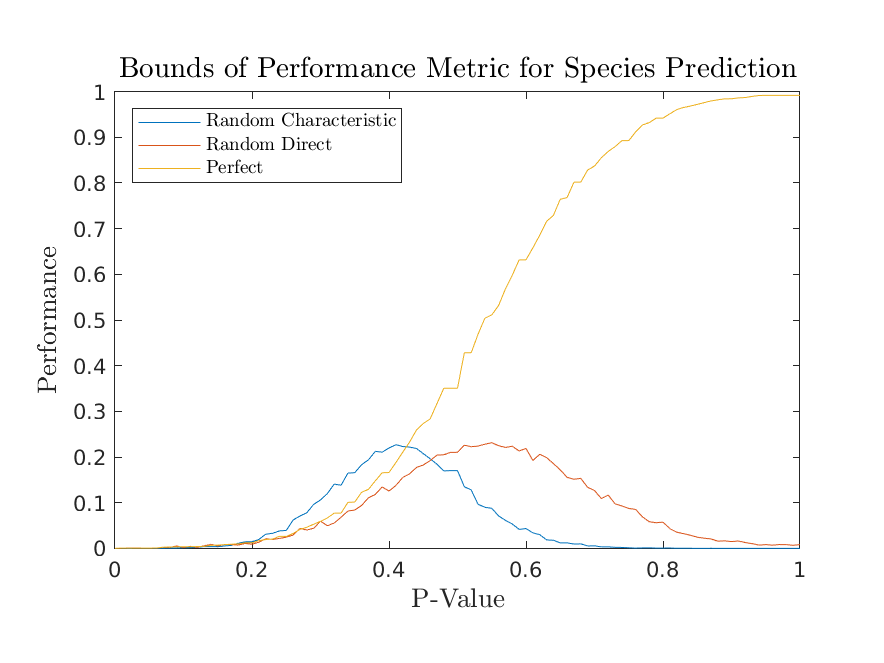 Bounds of Performance Metric for Species Prediction
1
0.9
0.8
0.7
0.6
0.5
0.4
0.3
0.2
0.1
0
Random Characteristic
Random Direct
Perfect
Performance
0 0.2 0.4 0.6 0.8 1
P-Value